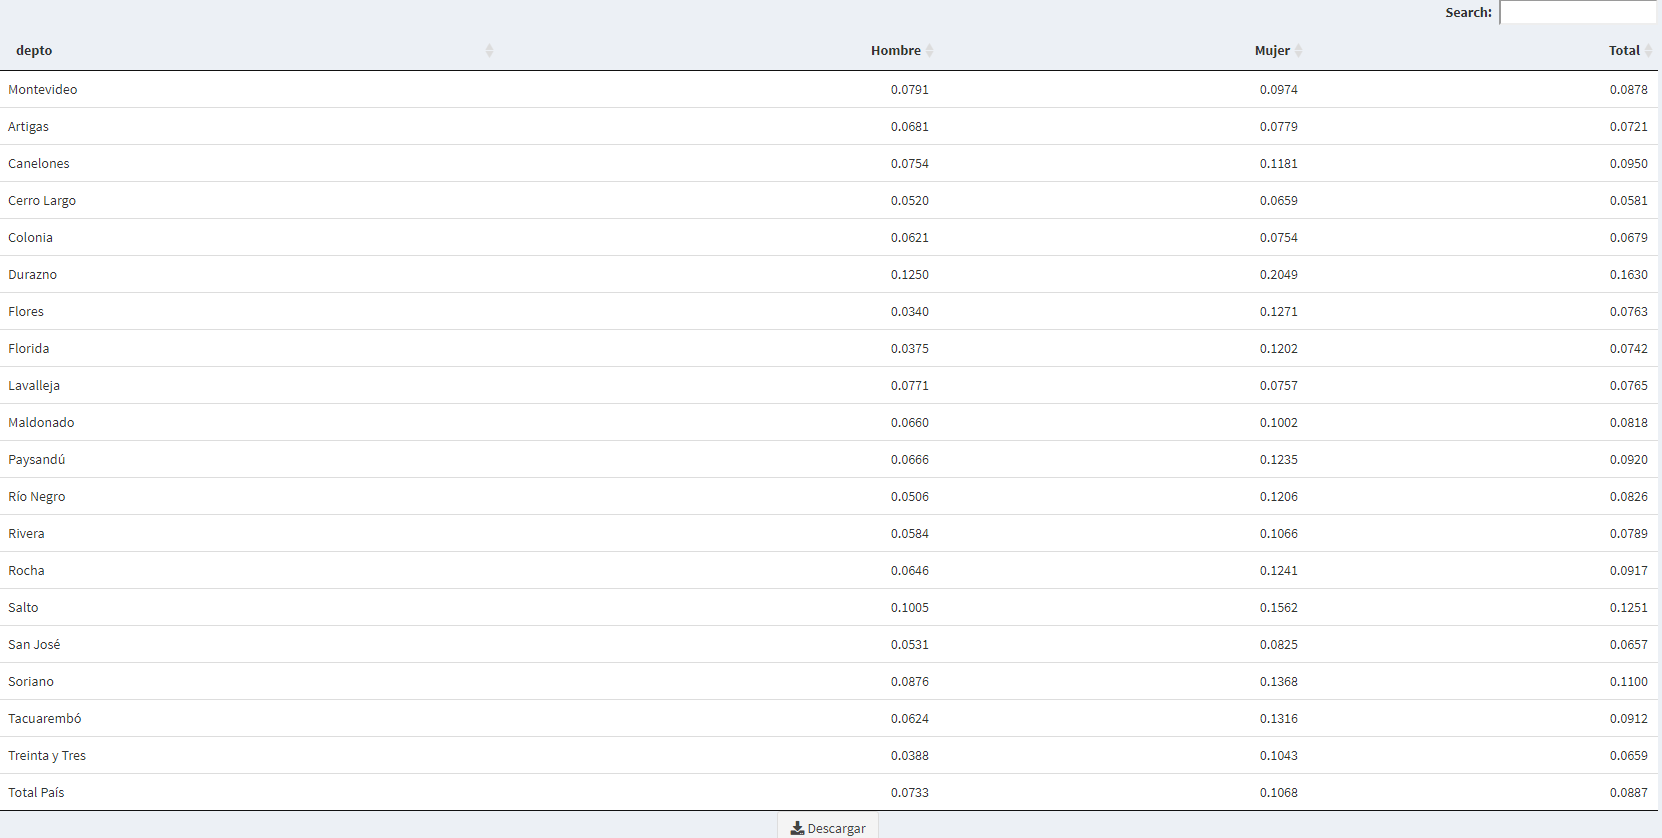 Search:
depto Hombre Mujer Total
Montevideo 0.0791 0.0974 0.0878
Artigas 0.0681 0.0779 0.0721
Canelones 0.0754 0.1181 0.0950
Cerro Largo 0.0520 0.0659 0.0581
Colonia 0.0621 0.0754 0.0679
Durazno 0.1250 0.2049 0.1630
Flores 0.0340 0.1271 0.0763
Florida 0.0375 0.1202 0.0742
Lavalleja 0.0771 0.0757 0.0765
Maldonado 0.0660 0.1002 0.0818
Paysandú 0.0666 0.1235 0.0920
Río Negro 0.0506 0.1206 0.0826
Rivera 0.0584 0.1066 0.0789
Rocha 0.0646 0.1241 0.0917
Salto 0.1005 0.1562 0.1251
San José 0.0531 0.0825 0.0657
Soriano 0.0876 0.1368 0.1100
Tacuarembó 0.0624 0.1316 0.0912
Treinta y Tres 0.0388 0.1043 0.0659
Total País 0.0733 0.1068 0.0887
Descargar